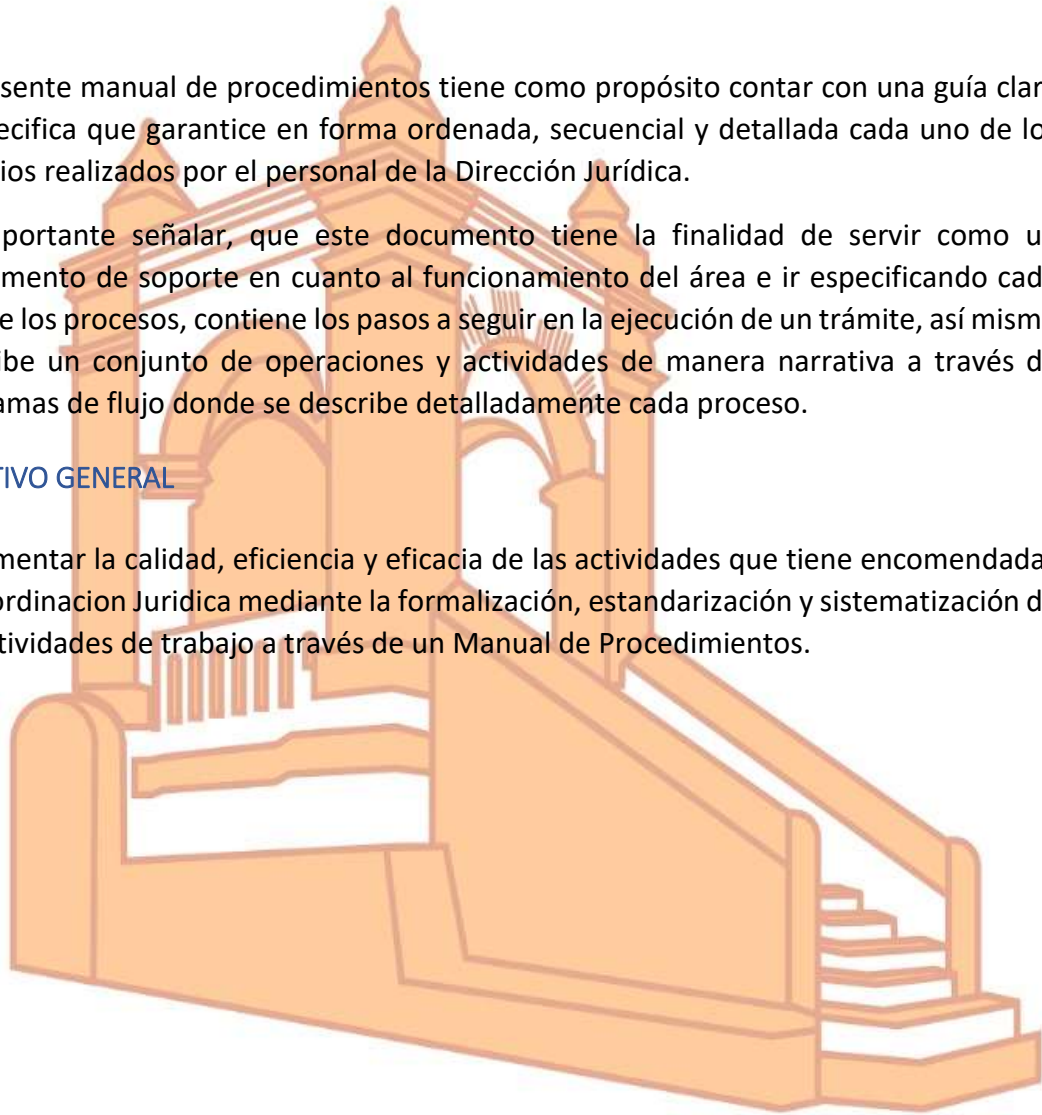 sente manual de procedimientos tiene como propósito contar con una guía clar
pecifica que garantice en forma ordenada, secuencial y detallada cada uno de lo
ios realizados por el personal de la Dirección Jurídica.
portante señalar, que este documento tiene la finalidad de servir como u
mento de soporte en cuanto al funcionamiento del área e ir especificando cad
e los procesos, contiene los pasos a seguir en la ejecución de un trámite, así mism
ibe un conjunto de operaciones y actividades de manera narrativa a través d
amas de flujo donde se describe detalladamente cada proceso.
TIVO GENERAL
mentar la calidad, eficiencia y eficacia de las actividades que tiene encomendada
ordinacion Juridica mediante la formalización, estandarización y sistematización d
tividades de trabajo a través de un Manual de Procedimientos.